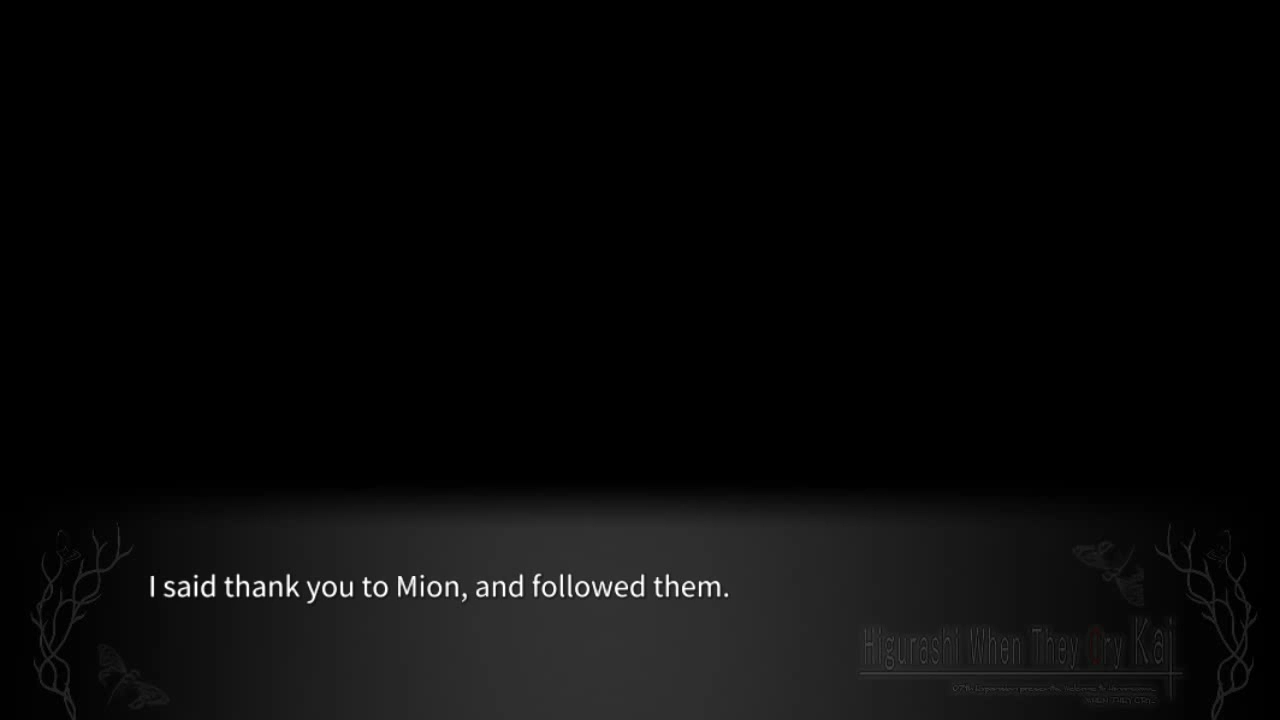 I said thank you to Mion, and followed them.
Higurashi When They Cry Kai